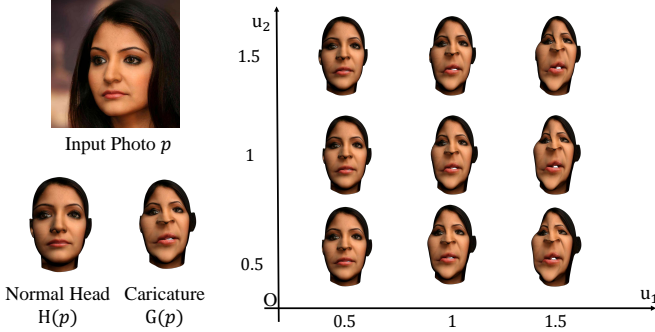 Input Photo p
Normal Head
H(p)
Caricature
G(p)
u₂
1.5
1
0.5
O
0.5
1
1.5
u₁